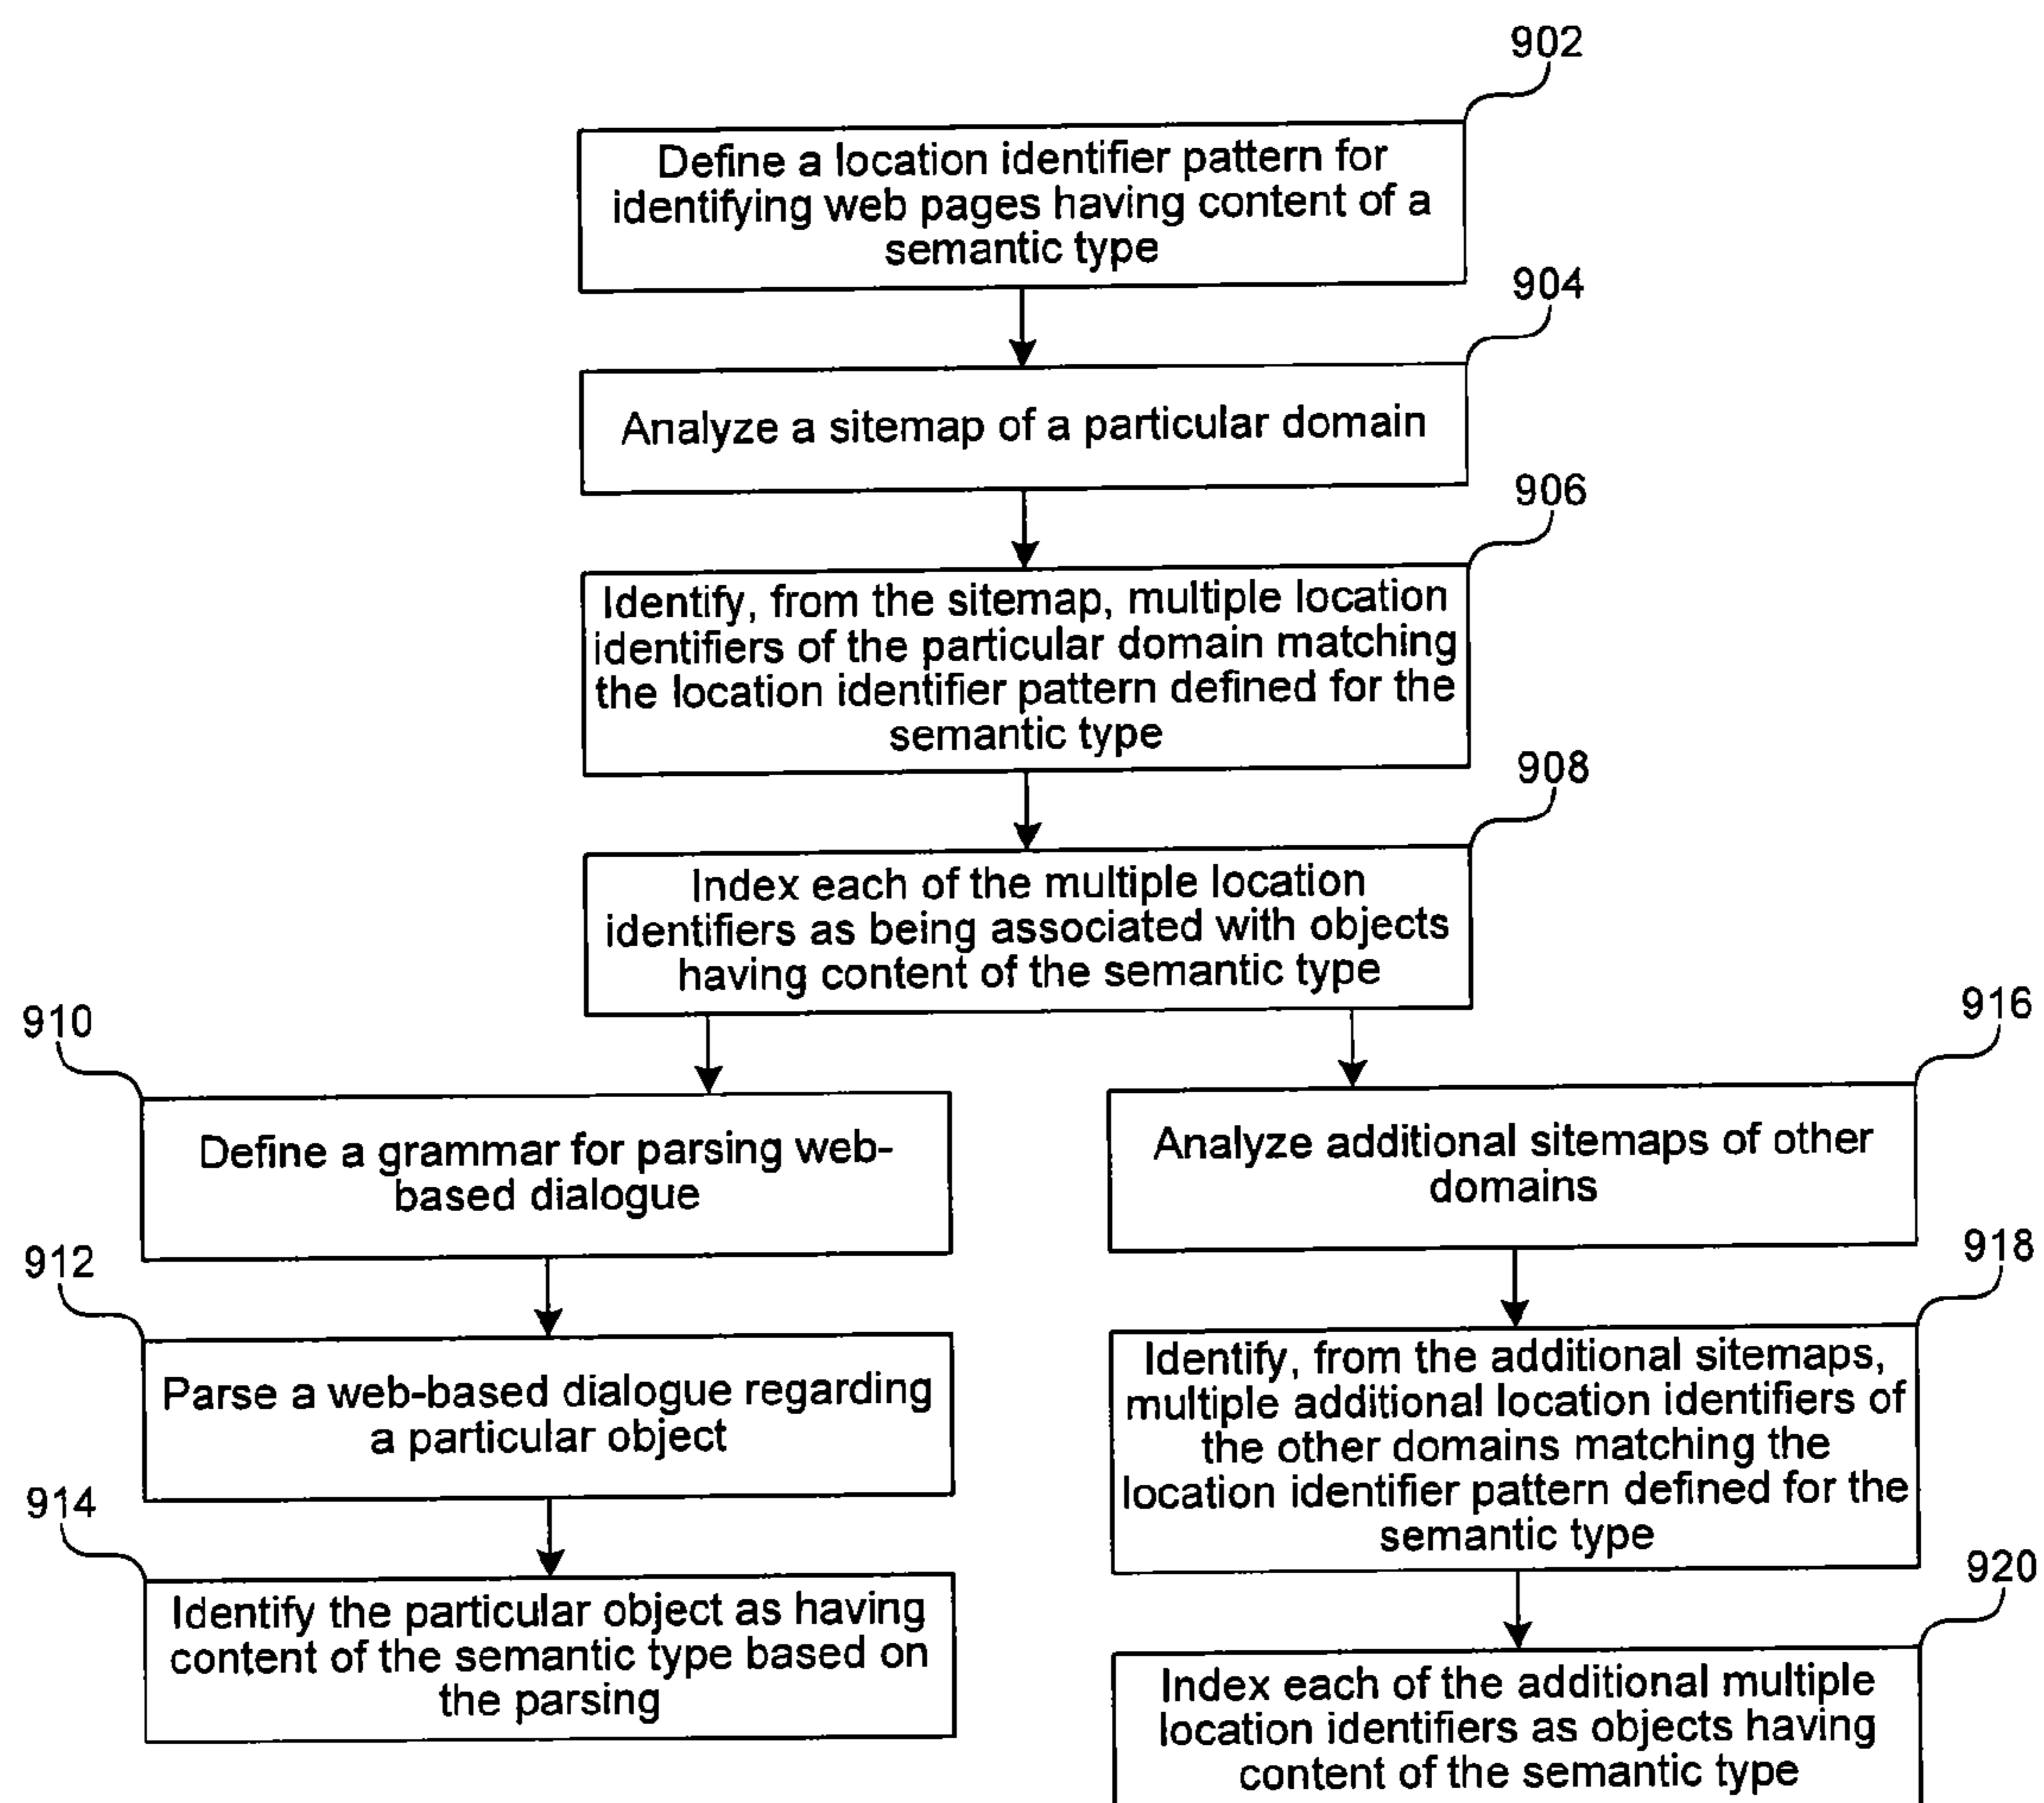 902
Define a location identifier pattern for
identifying web pages having content of a
semantic type
904
Analyze a sitemap of a particular domain
906
Identify, from the sitemap, multiple location
identifiers of the particular domain matching
the location identifier pattern defined for the
semantic type
908
Index each of the multiple location
identifiers as being associated with objects
having content of the semantic type
910
Define a grammar for parsing web-
based dialogue
912
Parse a web-based dialogue regarding
a particular object
914
Identify the particular object as having
content of the semantic type based on
the parsing
916
Analyze additional sitemaps of other
domains
918
Identify, from the additional sitemaps,
multiple additional location identifiers of
the other domains matching the
location identifier pattern defined for the
semantic type
920
Index each of the additional multiple
location identifiers as objects having
content of the semantic type